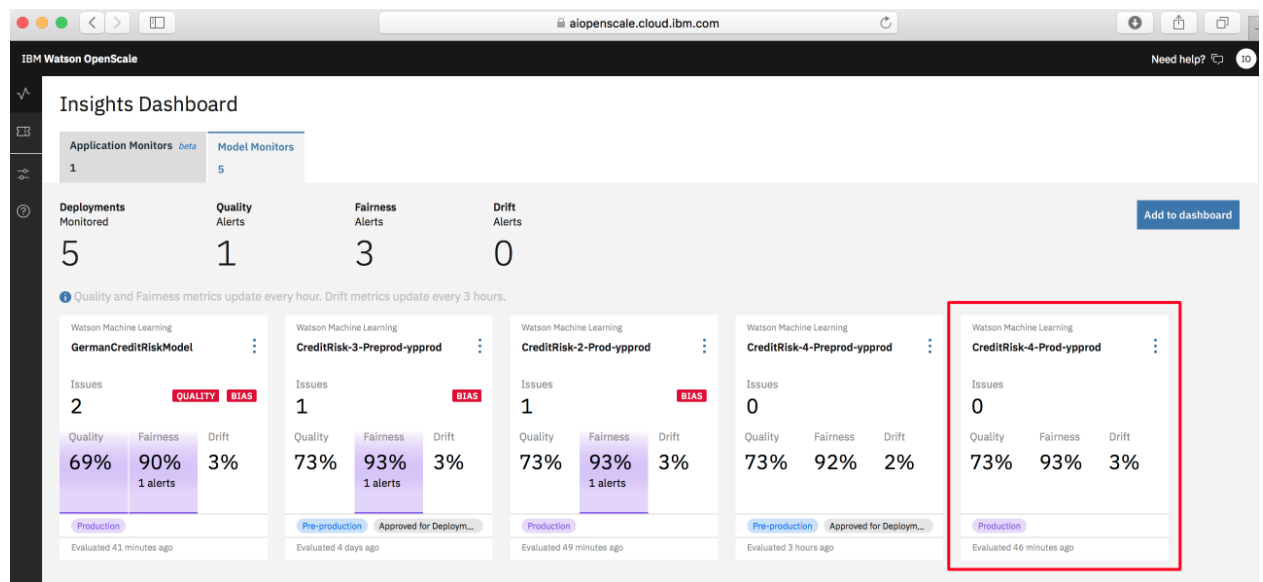 aiopenscale.cloud.ibm.com
IBM Watson OpenScale
Need help?
IO
Insights Dashboard
Application Monitors beta
1
Model Monitors
5
Deployments
Monitored
5
Quality
Alerts
1
Fairness
Alerts
3
Drift
Alerts
0
Add to dashboard
Quality and Fairness metrics update every hour. Drift metrics update every 3 hours.
Watson Machine Learning
GermanCreditRiskModel
Issues
2
QUALITY BIAS
Quality Fairness Drift
69% 90% 3%
1 alerts
Production
Evaluated 41 minutes ago
Watson Machine Learning
CreditRisk-3-Preprod-ypprod
Issues
1
BIAS
Quality Fairness Drift
73% 93% 3%
1 alerts
Pre-production Approved for Deploym...
Evaluated 4 days ago
Watson Machine Learning
CreditRisk-2-Prod-ypprod
Issues
1
BIAS
Quality Fairness Drift
73% 93% 3%
1 alerts
Production
Evaluated 49 minutes ago
Watson Machine Learning
CreditRisk-4-Preprod-ypprod
Issues
0
Quality Fairness Drift
73% 92% 2%
Pre-production Approved for Deploym...
Evaluated 3 hours ago
Watson Machine Learning
CreditRisk-4-Prod-ypprod
Issues
0
Quality Fairness Drift
73% 93% 3%
Production
Evaluated 46 minutes ago